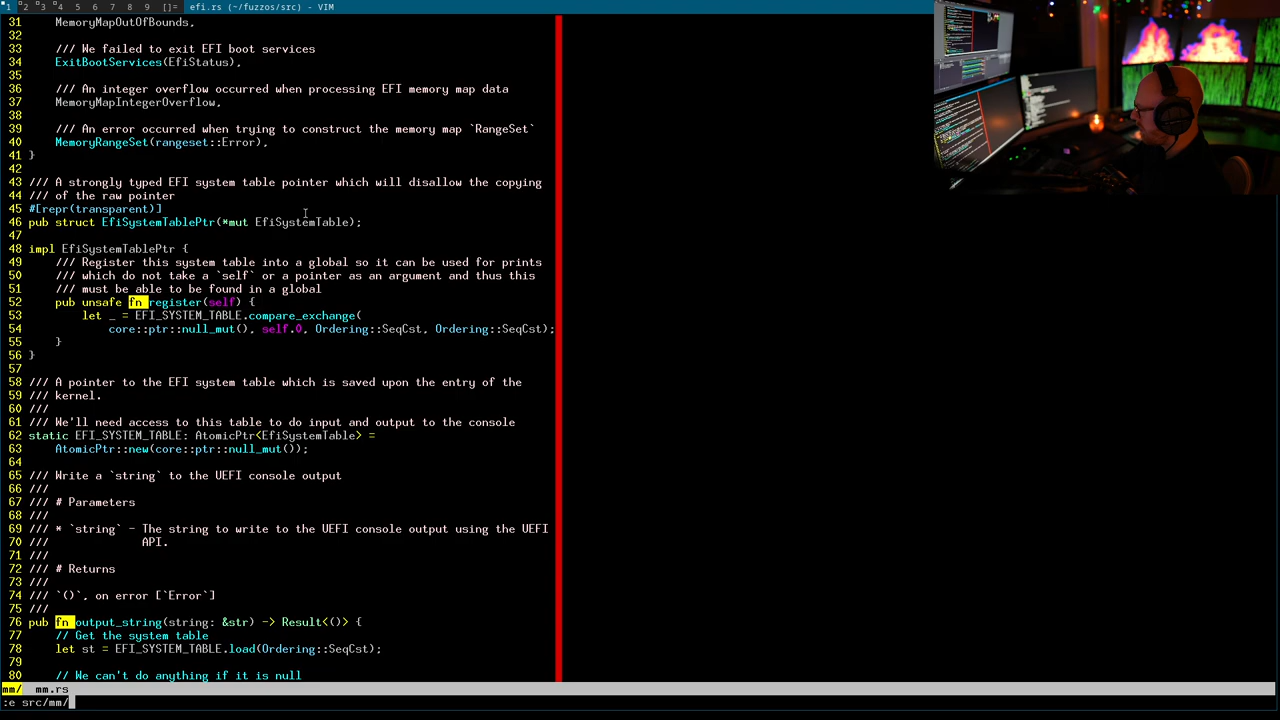 1 2 3 4 5 6 7 8 9 []= efi.rs (~/fuzzos/src) - VIM
31     MemoryMapOutOfBounds,
32
33     /// We failed to exit EFI boot services
34     ExitBootServices(EfiStatus),
35
36     /// An integer overflow occurred when processing EFI memory map data
37     MemoryMapIntegerOverflow,
38
39     /// An error occurred when trying to construct the memory map `RangeSet`
40     MemoryRangeSet(rangeset::Error),
41 }
42
43 /// A strongly typed EFI system table pointer which will disallow the copying
44 /// of the raw pointer
45 #[repr(transparent)]
46 pub struct EfiSystemTablePtr(*mut EfiSystemTable);
47
48 impl EfiSystemTablePtr {
49     /// Register this system table into a global so it can be used for prints
50     /// which do not take a `self` or a pointer as an argument and thus this
51     /// must be able to be found in a global
52     pub unsafe fn register(self) {
53         let _ = EFI_SYSTEM_TABLE.compare_exchange(
54             core::ptr::null_mut(), self.0, Ordering::SeqCst, Ordering::SeqCst);
55     }
56 }
57
58 /// A pointer to the EFI system table which is saved upon the entry of the
59 /// kernel.
60 ///
61 /// We'll need access to this table to do input and output to the console
62 static EFI_SYSTEM_TABLE: AtomicPtr<EfiSystemTable> =
63     AtomicPtr::new(core::ptr::null_mut());
64
65 /// Write a `string` to the UEFI console output
66 ///
67 /// # Parameters
68 ///
69 /// * `string` - The string to write to the UEFI console output using the UEFI
70 ///              API.
71 ///
72 /// # Returns
73 ///
74 /// `()`, on error [`Error`]
75 ///
76 pub fn output_string(string: &str) -> Result<()> {
77     // Get the system table
78     let st = EFI_SYSTEM_TABLE.load(Ordering::SeqCst);
79
80     // We can't do anything if it is null
mm/  mm.rs
:e src/mm/